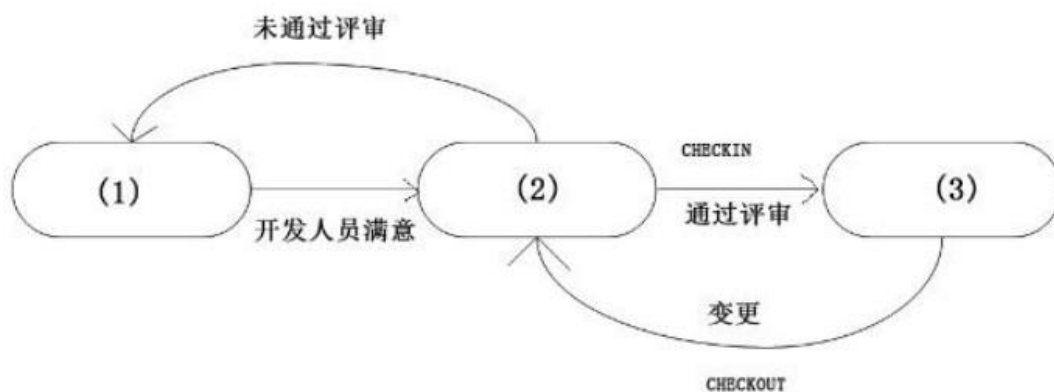 未通过评审
(1)
开发人员满意
(2)
CHECKIN
通过评审
(3)
变更
CHECKOUT